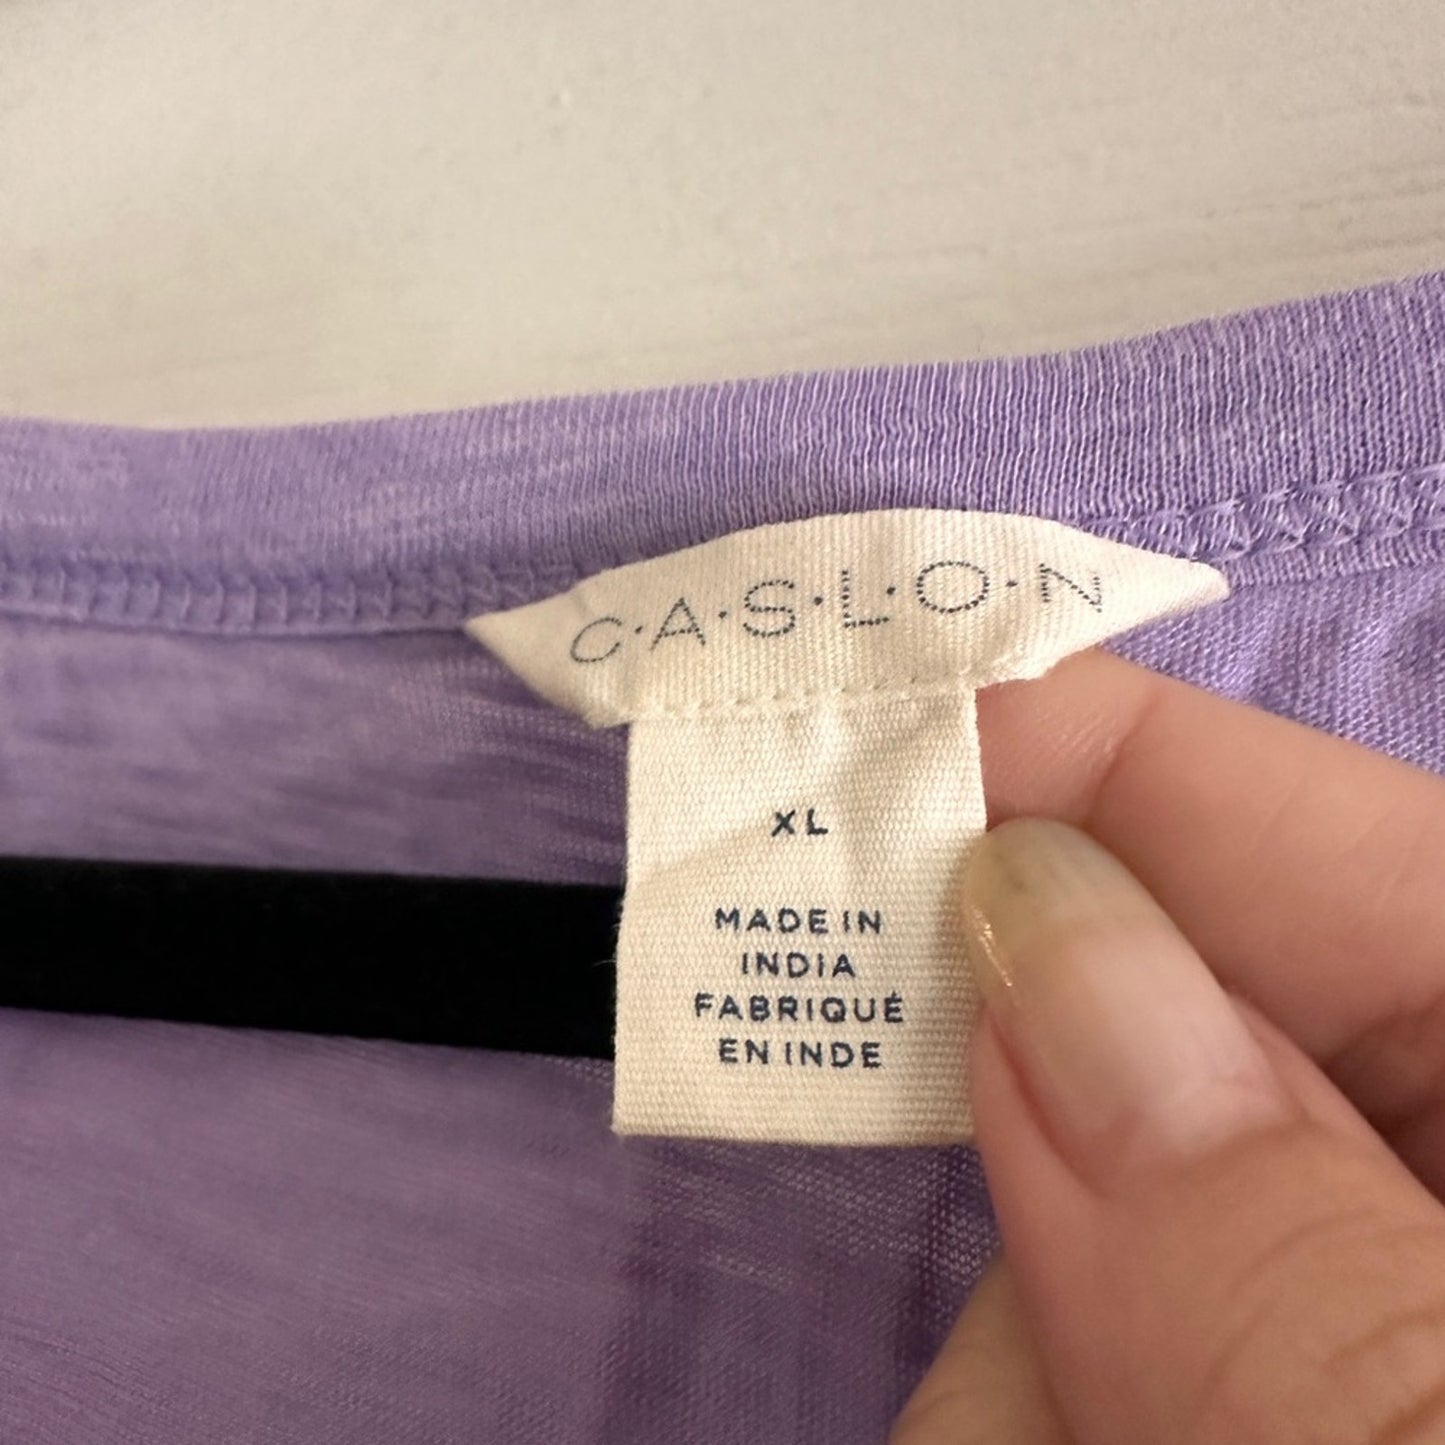 C·A·S·L·O·N
XL
MADE IN
INDIA
FABRIQUÉ
EN INDE